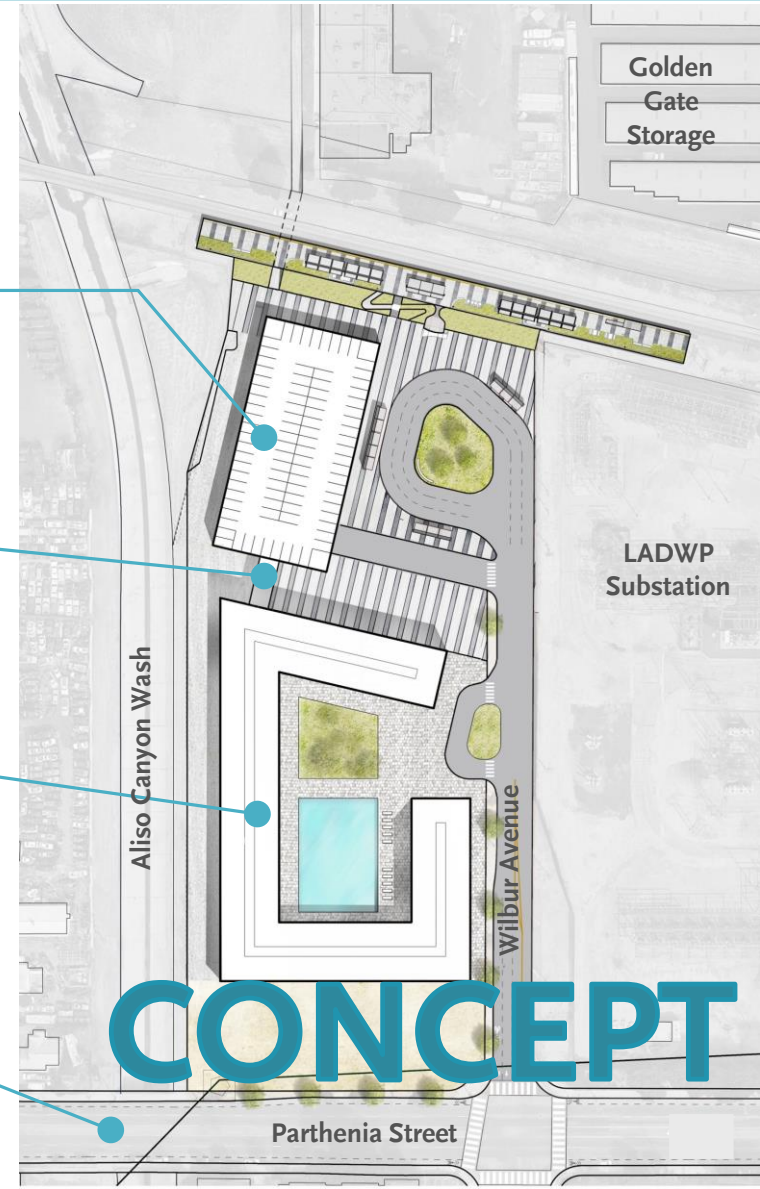 Golden
Gate
Storage
LADWP
Substation
Aliso Canyon Wash
Wilbur Avenue
CONCEPT
Parthenia Street